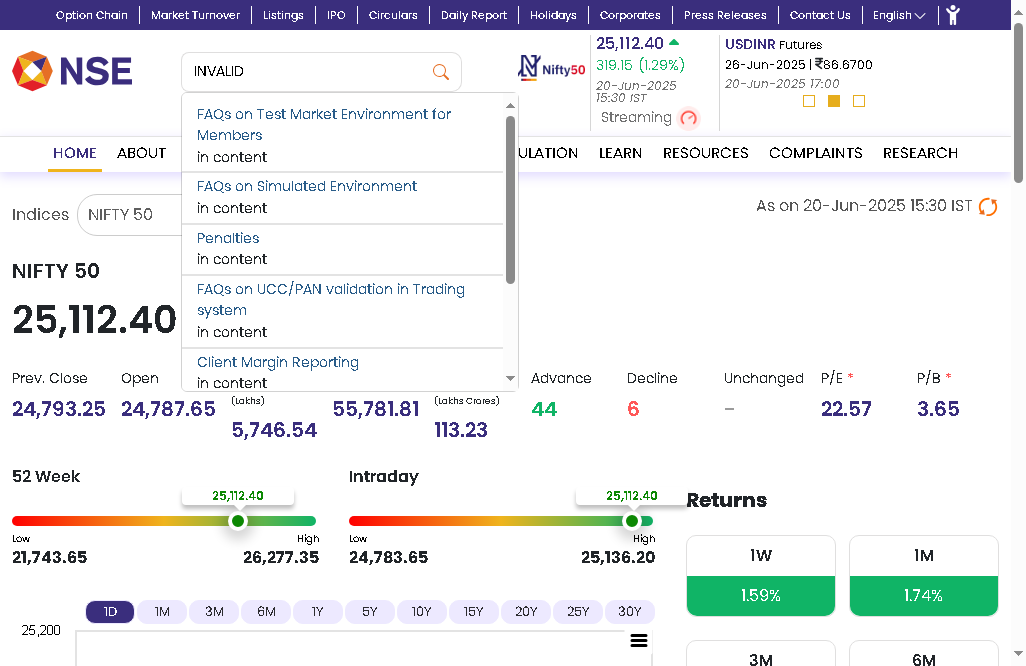 Option Chain Market Turnover Listings IPO Circulars Daily Report Holidays Corporates Press Releases Contact Us English
NSE
INVALID
Nifty50
25,112.40
319.15 (1.29%)
20-Jun-2025
15:30 IST
Streaming
USDINR Futures
26-Jun-2025 | ₹86.6700
20-Jun-2025 17:00
FAQs on Test Market Environment for
Members
in content
FAQs on Simulated Environment
in content
Penalties
in content
FAQs on UCC/PAN validation in Trading
system
in content
Client Margin Reporting
in content
HOME ABOUT ULATION LEARN RESOURCES COMPLAINTS RESEARCH
Indices NIFTY 50
As on 20-Jun-2025 15:30 IST
NIFTY 50
25,112.40
Prev. Close
24,793.25
Open
24,787.65
(Lakhs)
5,746.54
55,781.81
(Lakhs Crores)
113.23
Advance
44
Decline
6
Unchanged
-
P/E *
22.57
P/B *
3.65
52 Week
25,112.40
Low High
21,743.65 26,277.35
Intraday
25,112.40
Low High
24,783.65 25,136.20
Returns
1W
1.59%
1M
1.74%
3M
6M
1D 1M 3M 6M 1Y 5Y 10Y 15Y 20Y 25Y 30Y
25,200